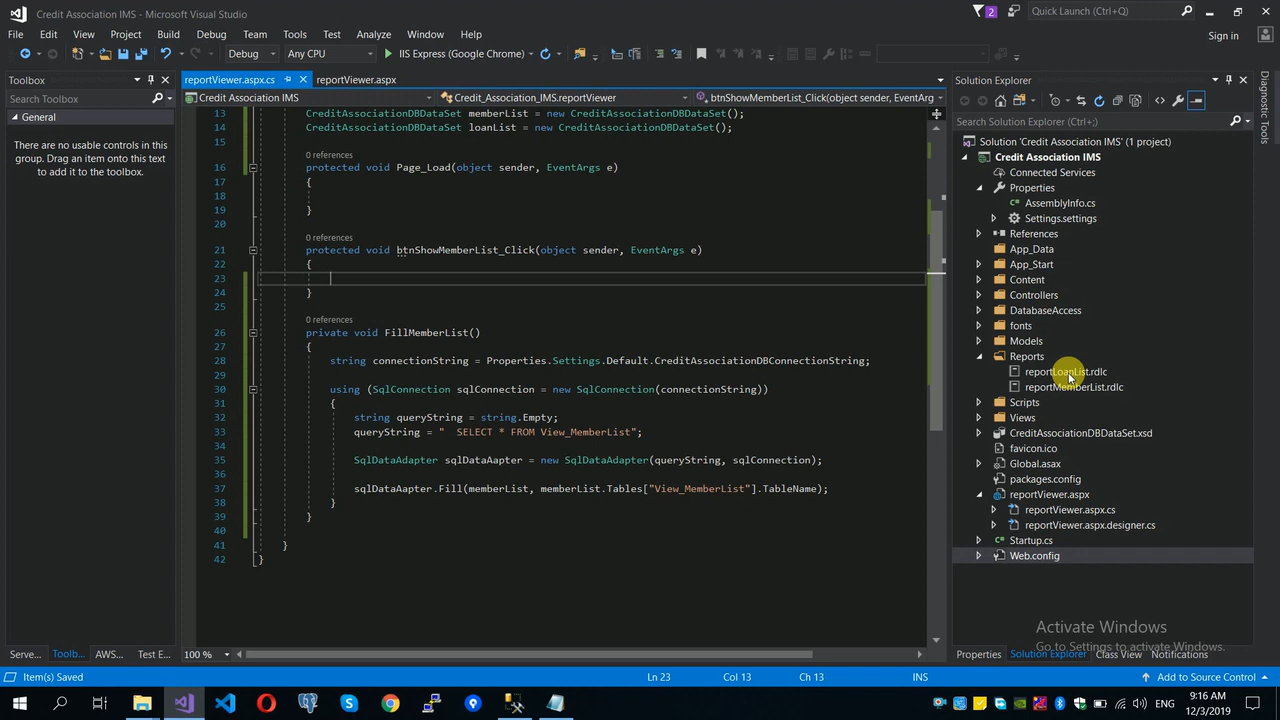 Credit Association IMS - Microsoft Visual Studio
2
Quick Launch (Ctrl+Q)
File Edit View Project Build Debug Team Tools Test Analyze Window Help
Sign in
Debug Any CPU IIS Express (Google Chrome)
Toolbox
Search Toolbox
General
There are no usable controls in this
group. Drag an item onto this text
to add it to the toolbox.
Serve... Toolb... AWS... Test E...
reportViewer.aspx.cs reportViewer.aspx
Credit Association IMS Credit_Association_IMS.reportViewer btnShowMemberList_Click(object sender, EventArg
13 CreditAssociationDBDataSet memberList = new CreditAssociationDBDataSet();
14 CreditAssociationDBDataSet loanList = new CreditAssociationDBDataSet();
15
0 references
16 protected void Page_Load(object sender, EventArgs e)
17 {
18
19 }
20
0 references
21 protected void btnShowMemberList_Click(object sender, EventArgs e)
22 {
23
24 }
25
0 references
26 private void FillMemberList()
27 {
28 string connectionString = Properties.Settings.Default.CreditAssociationDBConnectionString;
29
30 using (SqlConnection sqlConnection = new SqlConnection(connectionString))
31 {
32 string queryString = string.Empty;
33 queryString = "  SELECT * FROM View_MemberList";
34
35 SqlDataAdapter sqlDataAapter = new SqlDataAdapter(queryString, sqlConnection);
36
37 sqlDataAapter.Fill(memberList, memberList.Tables["View_MemberList"].TableName);
38 }
39 }
40
41 }
42 }
100 %
Solution Explorer
Search Solution Explorer (Ctrl+;)
Solution 'Credit Association IMS' (1 project)
Credit Association IMS
Connected Services
Properties
AssemblyInfo.cs
Settings.settings
References
App_Data
App_Start
Content
Controllers
DatabaseAccess
fonts
Models
Reports
reportLoanList.rdlc
reportMemberList.rdlc
Scripts
Views
CreditAssociationDBDataSet.xsd
favicon.ico
Global.asax
packages.config
reportViewer.aspx
reportViewer.aspx.cs
reportViewer.aspx.designer.cs
Startup.cs
Web.config
Activate Windows
Go to Settings to activate Windows.
Properties Solution Explorer Class View Notifications
Diagnostic Tools
Item(s) Saved Ln 23 Col 13 Ch 13 INS Add to Source Control
ENG 9:16 AM
12/3/2019